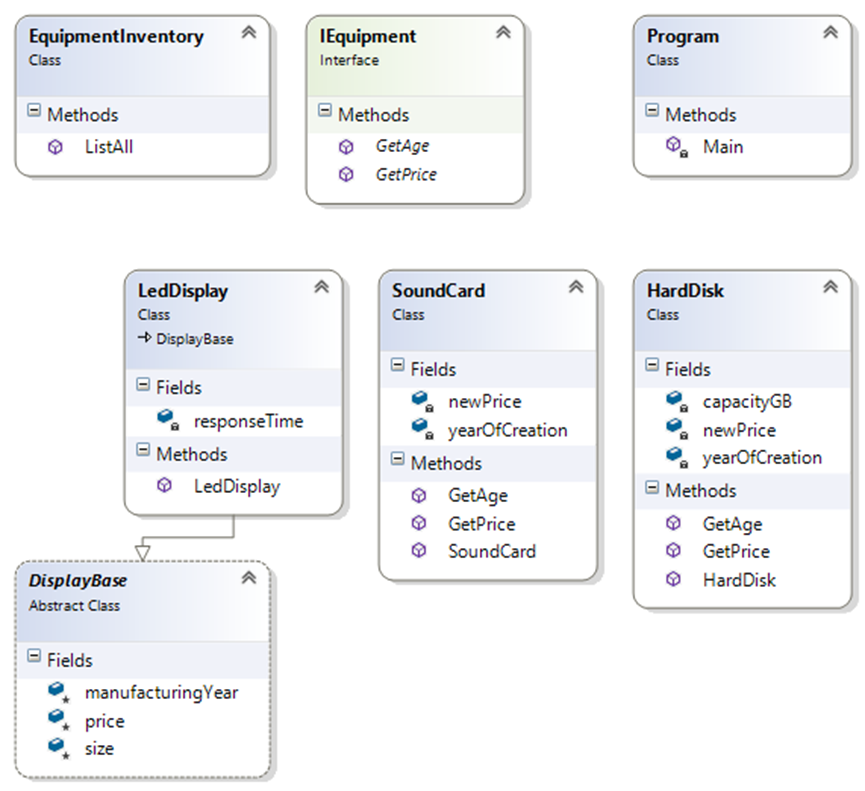 EquipmentInventory
Class
Methods
ListAll
IEquipment
Interface
Methods
GetAge
GetPrice
Program
Class
Methods
Main
LedDisplay
Class
DisplayBase
Fields
responseTime
Methods
LedDisplay
SoundCard
Class
Fields
newPrice
yearOfCreation
Methods
GetAge
GetPrice
SoundCard
HardDisk
Class
Fields
capacityGB
newPrice
yearOfCreation
Methods
GetAge
GetPrice
HardDisk
DisplayBase
Abstract Class
Fields
manufacturingYear
price
size